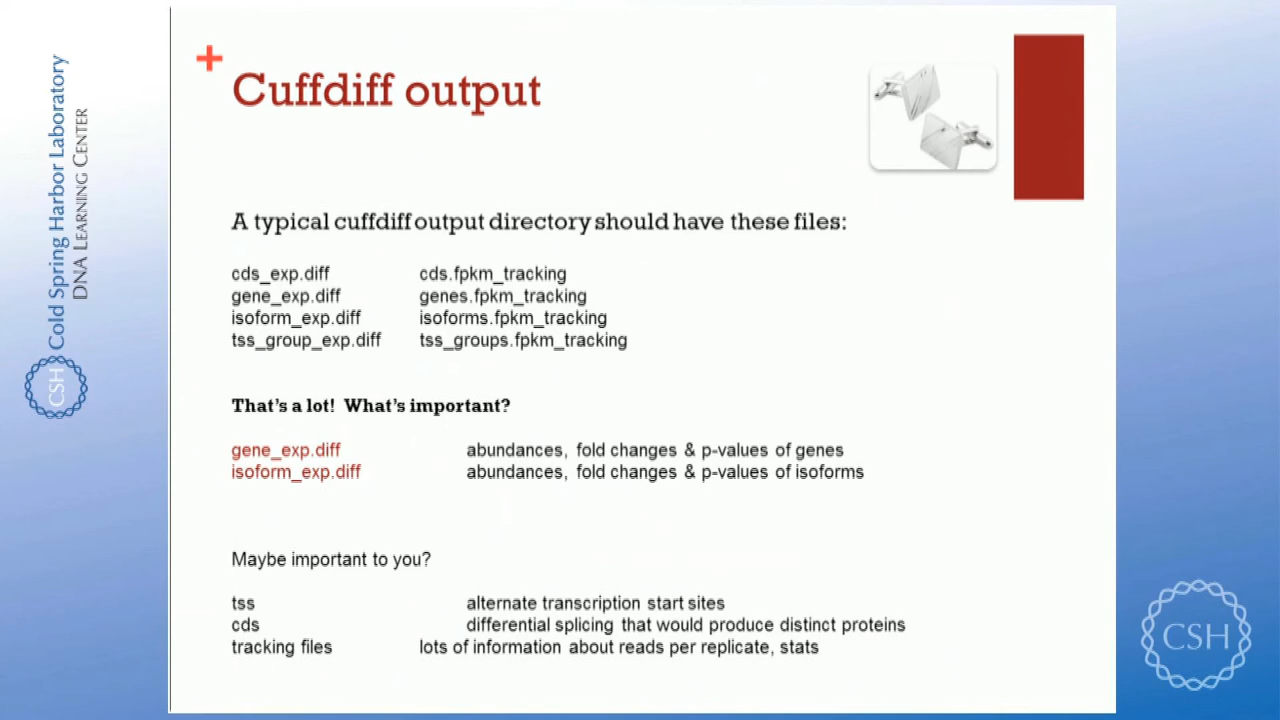 Cold Spring Harbor Laboratory
DNA LEARNING CENTER
CSH
+
Cuffdiff output
A typical cuffdiff output directory should have these files:
cds_exp.diff cds.fpkm_tracking
gene_exp.diff genes.fpkm_tracking
isoform_exp.diff isoforms.fpkm_tracking
tss_group_exp.diff tss_groups.fpkm_tracking
That's a lot! What's important?
gene_exp.diff abundances, fold changes & p-values of genes
isoform_exp.diff abundances, fold changes & p-values of isoforms
Maybe important to you?
tss alternate transcription start sites
cds differential splicing that would produce distinct proteins
tracking files lots of information about reads per replicate, stats
CSH